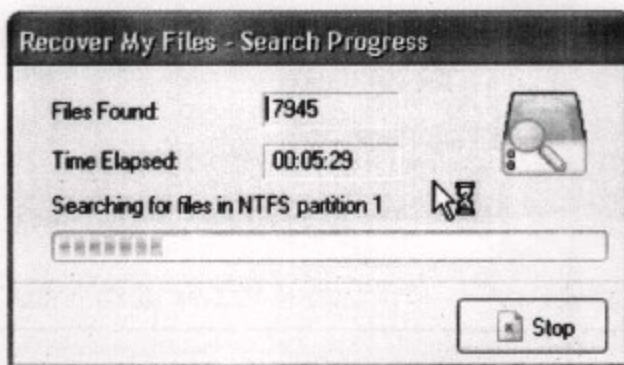 Recover My Files - Search Progress
Files Found: 7945
Time Elapsed: 00:05:29
Searching for files in NTFS partition 1
Stop